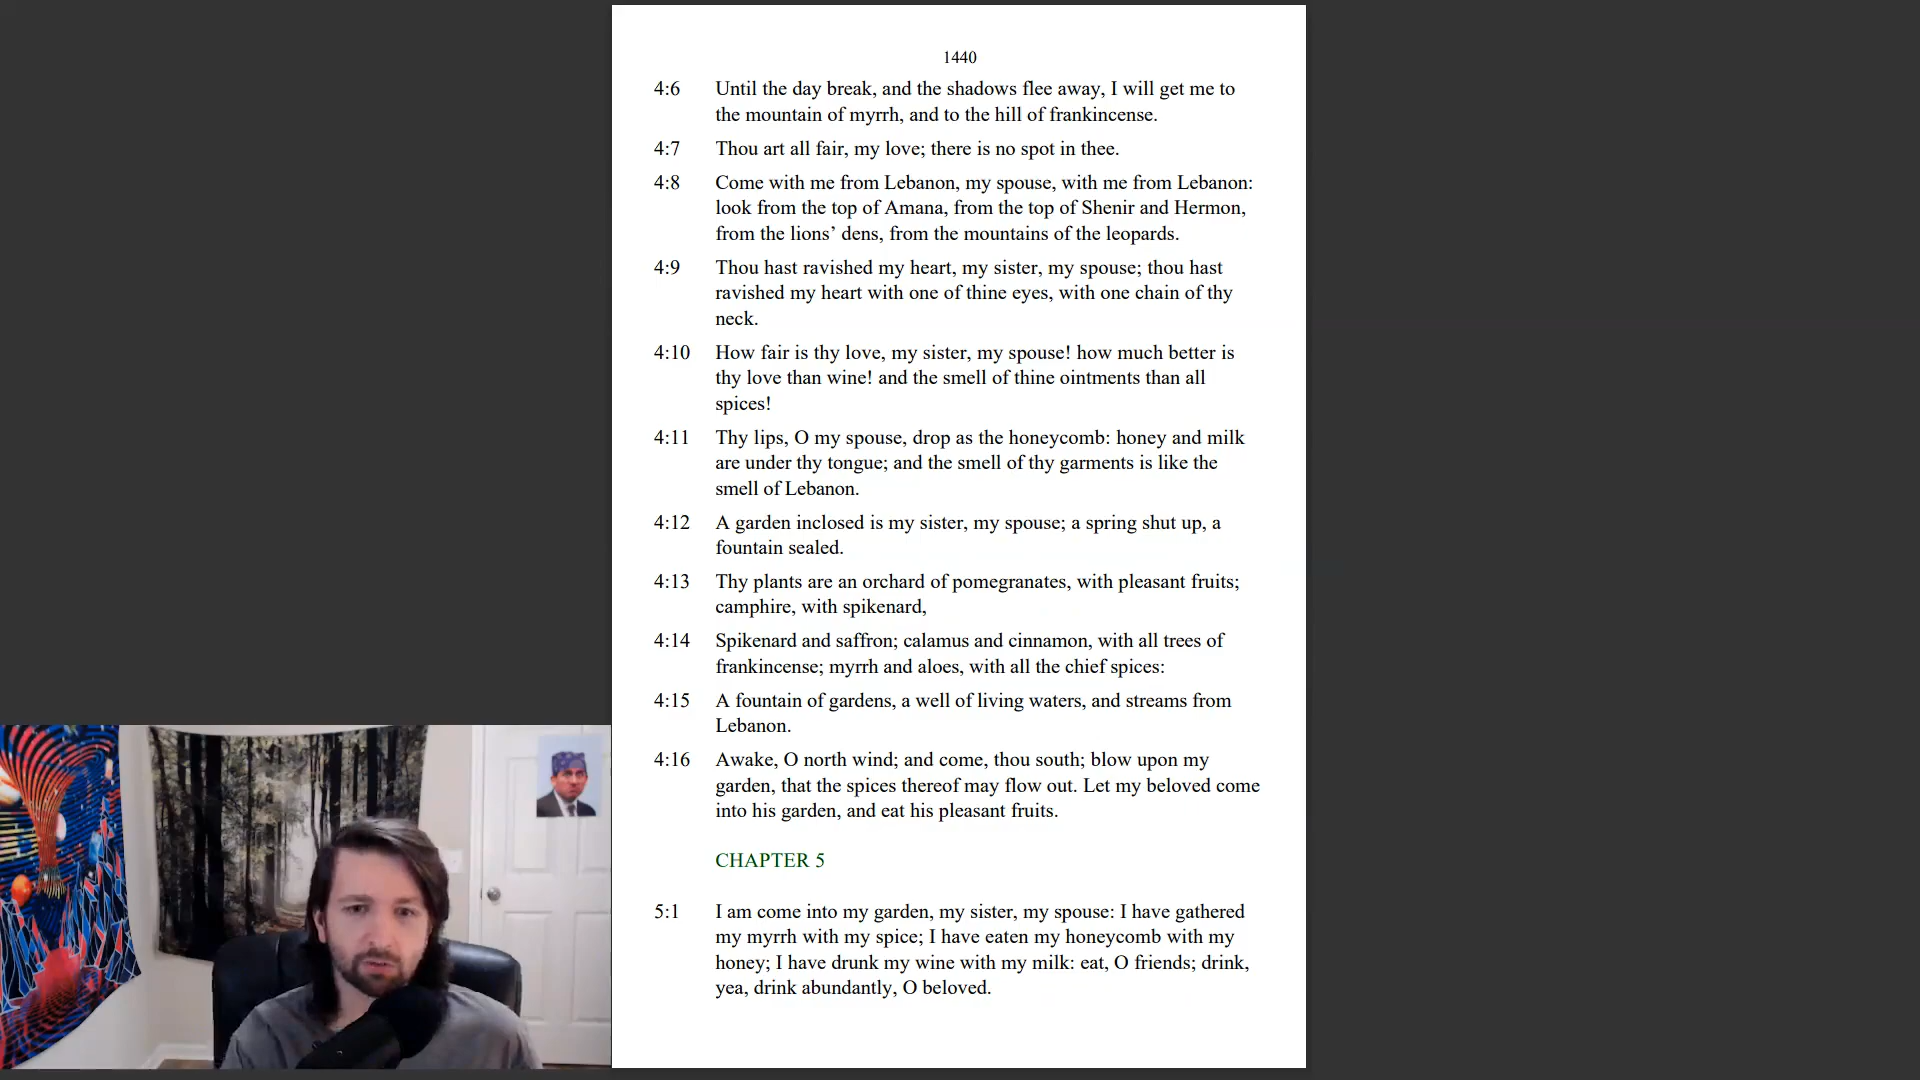 1440
4:6 Until the day break, and the shadows flee away, I will get me to
the mountain of myrrh, and to the hill of frankincense.
4:7 Thou art all fair, my love; there is no spot in thee.
4:8 Come with me from Lebanon, my spouse, with me from Lebanon:
look from the top of Amana, from the top of Shenir and Hermon,
from the lions’ dens, from the mountains of the leopards.
4:9 Thou hast ravished my heart, my sister, my spouse; thou hast
ravished my heart with one of thine eyes, with one chain of thy
neck.
4:10 How fair is thy love, my sister, my spouse! how much better is
thy love than wine! and the smell of thine ointments than all
spices!
4:11 Thy lips, O my spouse, drop as the honeycomb: honey and milk
are under thy tongue; and the smell of thy garments is like the
smell of Lebanon.
4:12 A garden inclosed is my sister, my spouse; a spring shut up, a
fountain sealed.
4:13 Thy plants are an orchard of pomegranates, with pleasant fruits;
camphire, with spikenard,
4:14 Spikenard and saffron; calamus and cinnamon, with all trees of
frankincense; myrrh and aloes, with all the chief spices:
4:15 A fountain of gardens, a well of living waters, and streams from
Lebanon.
4:16 Awake, O north wind; and come, thou south; blow upon my
garden, that the spices thereof may flow out. Let my beloved come
into his garden, and eat his pleasant fruits.
CHAPTER 5
5:1 I am come into my garden, my sister, my spouse: I have gathered
my myrrh with my spice; I have eaten my honeycomb with my
honey; I have drunk my wine with my milk: eat, O friends; drink,
yea, drink abundantly, O beloved.